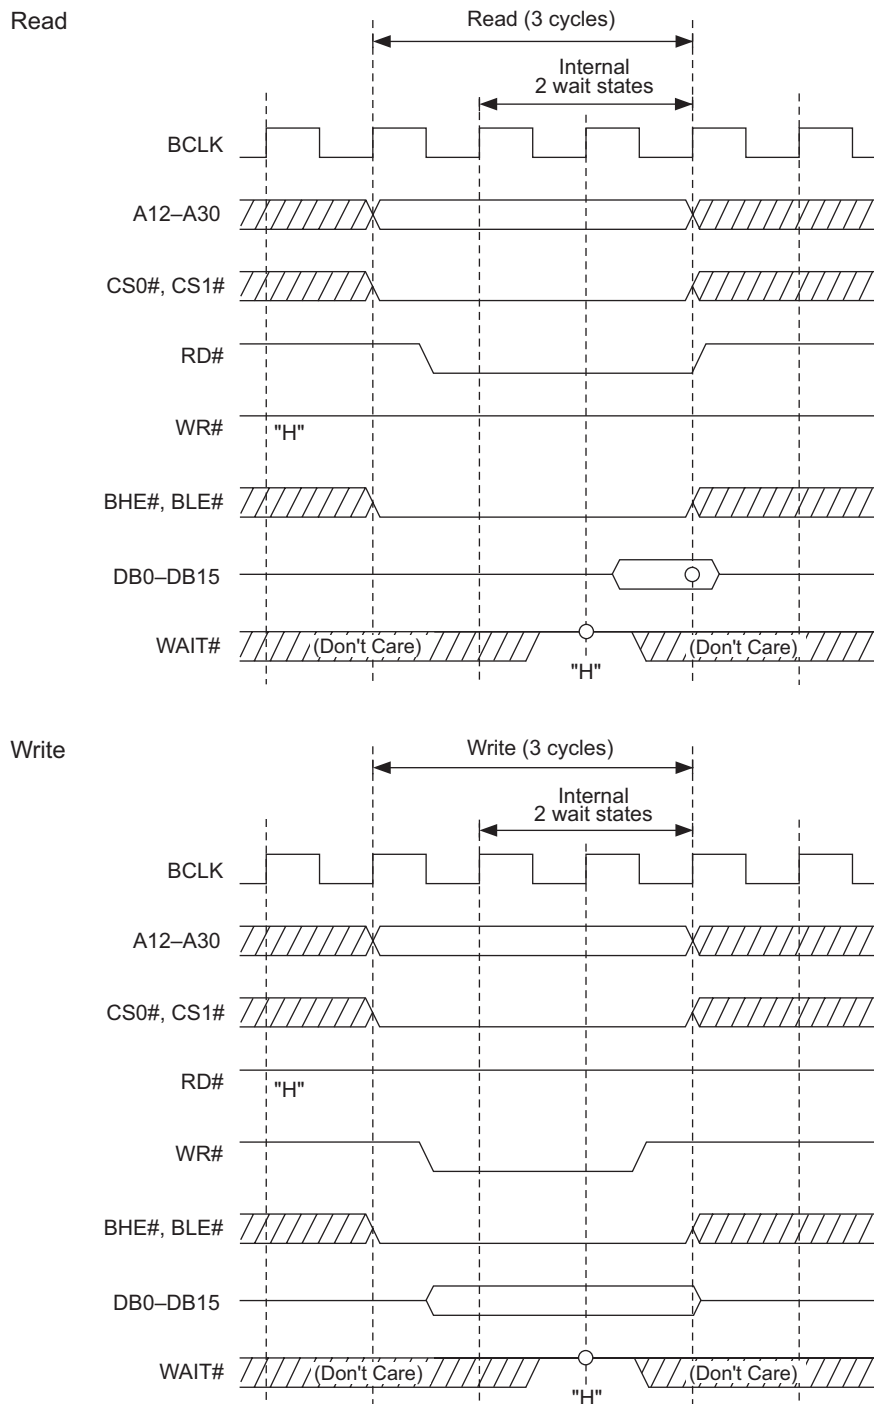 Read
Read (3 cycles)
Internal
2 wait states
BCLK
A12–A30
CS0#, CS1#
RD#
WR#
"H"
BHE#, BLE#
DB0–DB15
WAIT#
(Don't Care)
(Don't Care)
"H"
Write
Write (3 cycles)
Internal
2 wait states
BCLK
A12–A30
CS0#, CS1#
RD#
"H"
WR#
BHE#, BLE#
DB0–DB15
WAIT#
(Don't Care)
(Don't Care)
"H"